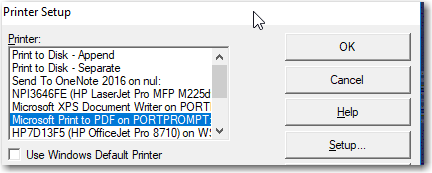 Printer Setup
Printer:
Print to Disk - Append
Print to Disk - Separate
Send To OneNote 2016 on nul:
NPI3646FE (HP LaserJet Pro MFP M225d
Microsoft XPS Document Writer on PORT
Microsoft Print to PDF on PORTPROMPT:
HP7D13F5 (HP OfficeJet Pro 8710) on WS
Use Windows Default Printer
OK
Cancel
Help
Setup...